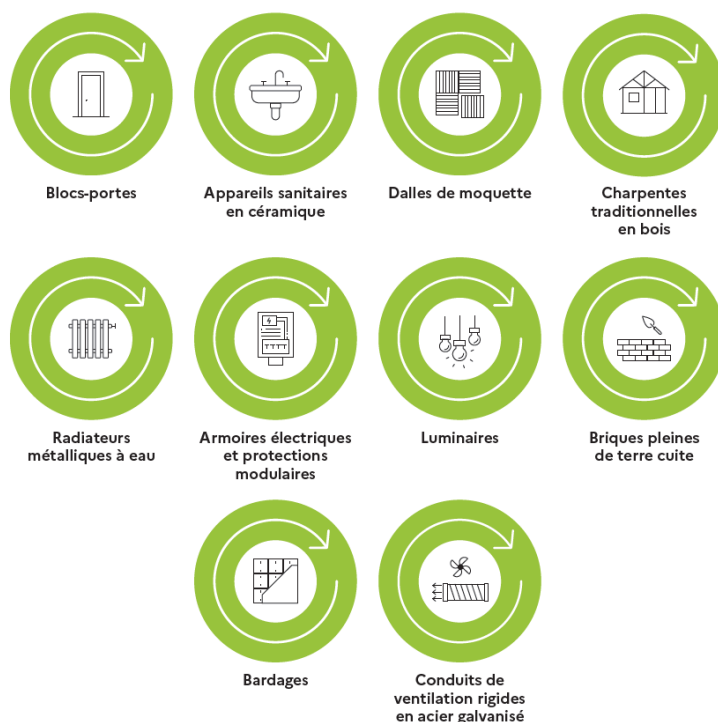 Blocs-portes
Appareils sanitaires
en céramique
Dalles de moquette
Charpentes
traditionnelles
en bois
Radiateurs
métalliques à eau
Armoires électriques
et protections
modulaires
Luminaires
Briques pleines
de terre cuite
Bardages
Conduits de
ventilation rigides
en acier galvanisé